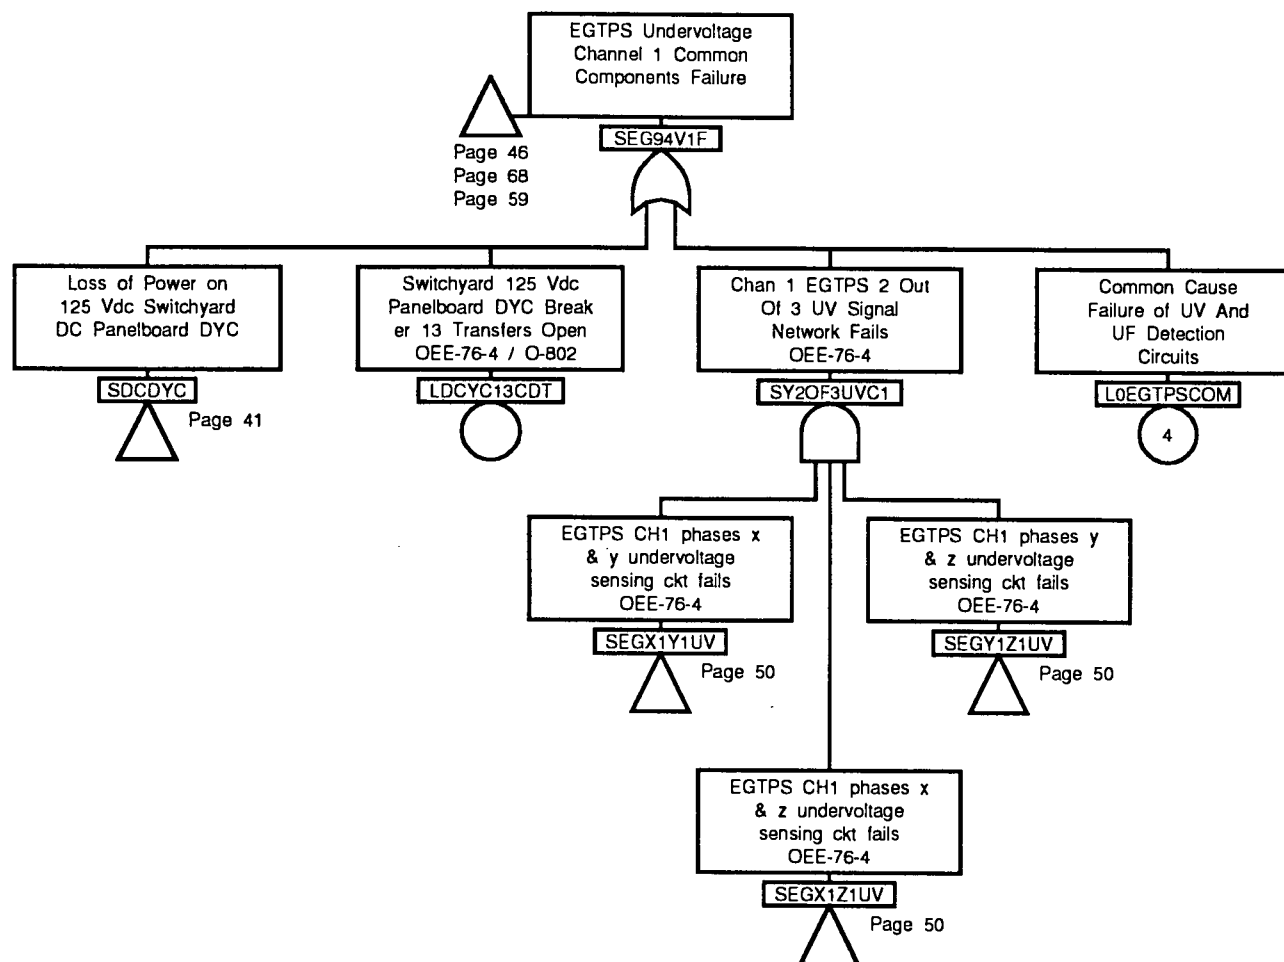 EGTPS Undervoltage
Channel 1 Common
Components Failure
SEG94V1F
Page 46
Page 68
Page 59
Loss of Power on
125 Vdc Switchyard
DC Panelboard DYC
SDCDYC
Page 41
Switchyard 125 Vdc
Panelboard DYC Break
er 13 Transfers Open
OEE-76-4 / O-802
LDCYC13CDT
Chan 1 EGTPS 2 Out
Of 3 UV Signal
Network Fails
OEE-76-4
SY2OF3UVC1
Common Cause
Failure of UV And
UF Detection
Circuits
L0EGTPSCOM
4
EGTPS CH1 phases x
& y undervoltage
sensing ckt fails
OEE-76-4
SEGX1Y1UV
Page 50
EGTPS CH1 phases y
& z undervoltage
sensing ckt fails
OEE-76-4
SEGY1Z1UV
Page 50
EGTPS CH1 phases x
& z undervoltage
sensing ckt fails
OEE-76-4
SEGX1Z1UV
Page 50